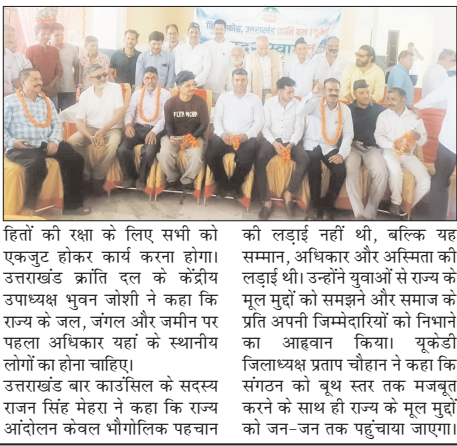 उत्तराखंड क्रांति दल
हितों की रक्षा के लिए सभी को
एकजुट होकर कार्य करना होगा।
उत्तराखंड क्रांति दल के केंद्रीय
उपाध्यक्ष भुवन जोशी ने कहा कि
राज्य के जल, जंगल और जमीन पर
पहला अधिकार यहां के स्थानीय
लोगों का होना चाहिए।
उत्तराखंड बार काउंसिल के सदस्य
राजन सिंह मेहरा ने कहा कि राज्य
आंदोलन केवल भौगोलिक पहचान
की लड़ाई नहीं थी, बल्कि यह
सम्मान, अधिकार और अस्मिता की
लड़ाई थी। उन्होंने युवाओं से राज्य के
मूल मुद्दों को समझने और समाज के
प्रति अपनी जिम्मेदारियों को निभाने
का आहृवान किया। यूकेडी
जिलाध्यक्ष प्रताप चौहान ने कहा कि
संगठन को बूथ स्तर तक मजबूत
करने के साथ ही राज्य के मूल मुद्दों
को जन-जन तक पहुंचाया जाएगा।